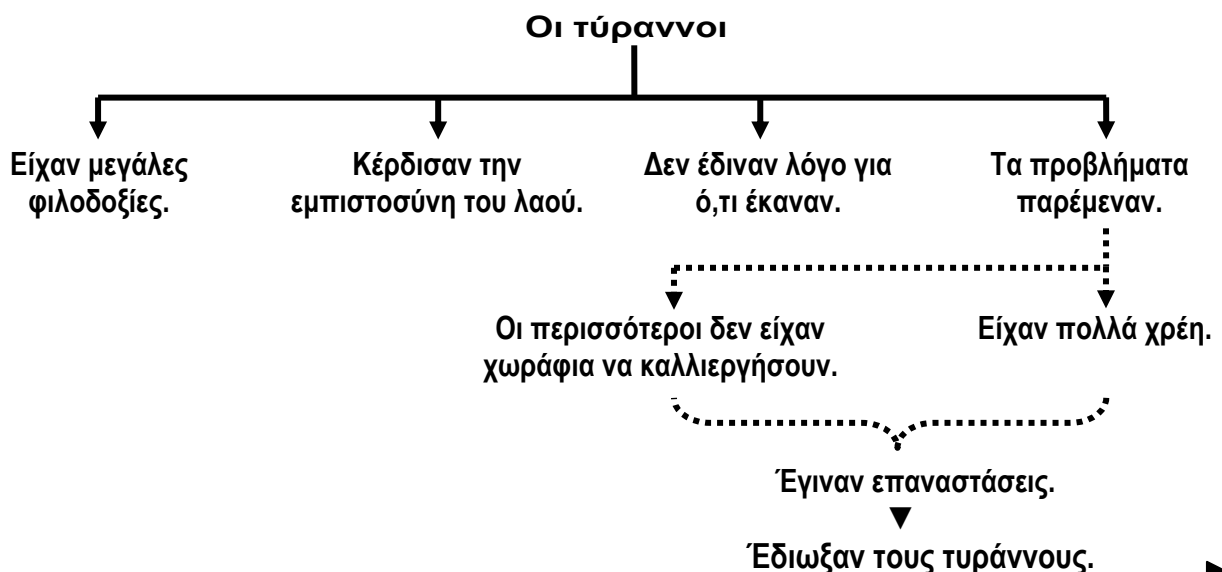 Οι τύραννοι
Είχαν μεγάλες
φιλοδοξίες.
Κέρδισαν την
εμπιστοσύνη του λαού.
Δεν έδιναν λόγο για
ό,τι έκαναν.
Τα προβλήματα
παρέμεναν.
Οι περισσότεροι δεν είχαν
χωράφια να καλλιεργήσουν.
Είχαν πολλά χρέη.
Έγιναν επαναστάσεις.
Έδιωξαν τους τυράννους.